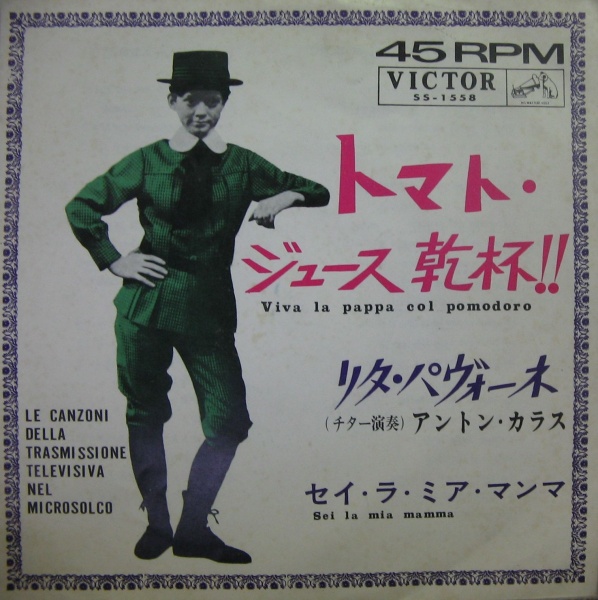 45 RPM
VICTOR
SS-1558
トマト・
ジュース 乾杯!!
Viva la pappa col pomodoro
リタ・パヴォーネ
(チター演奏) アントン・カラス
LE CANZONI
DELLA
TRASMISSIONE
TELEVISIVA
NEL
MICROSOLCO
セイ・ラ・ミア・マンマ
Sei la mia mamma